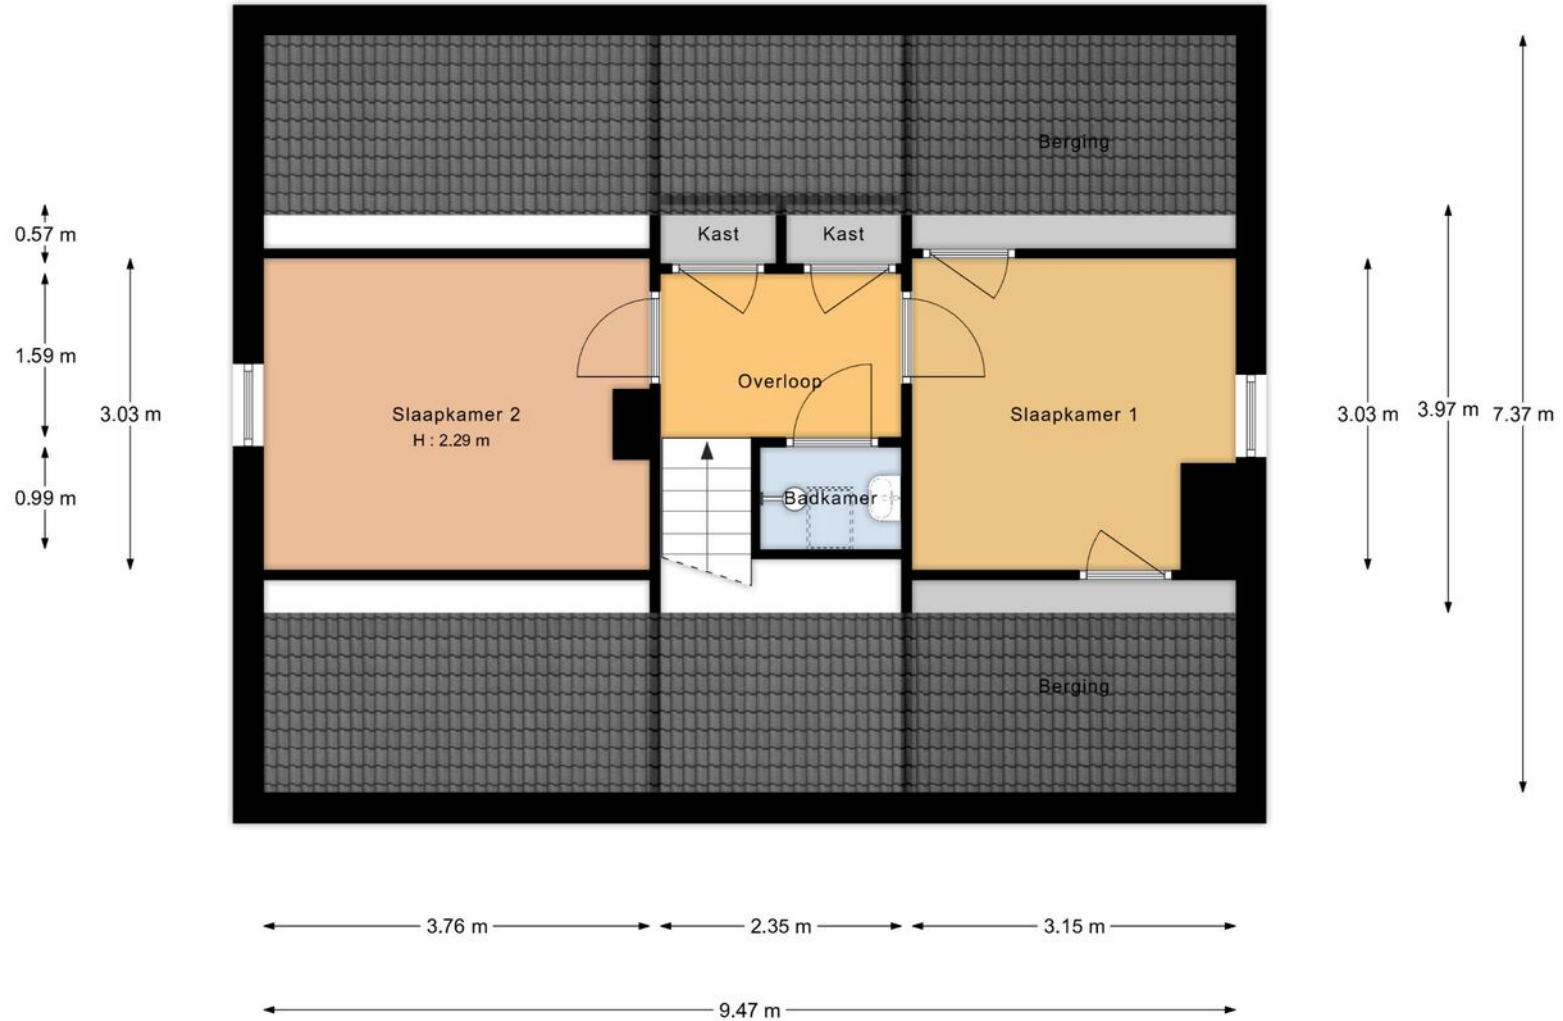 Berging
0.57 m
Kast
Kast
1.59 m
Overloop
3.03 m
Slaapkamer 2
H : 2.29 m
Slaapkamer 1
3.03 m
3.97 m
7.37 m
0.99 m
Badkamer
Berging
3.76 m
2.35 m
3.15 m
9.47 m